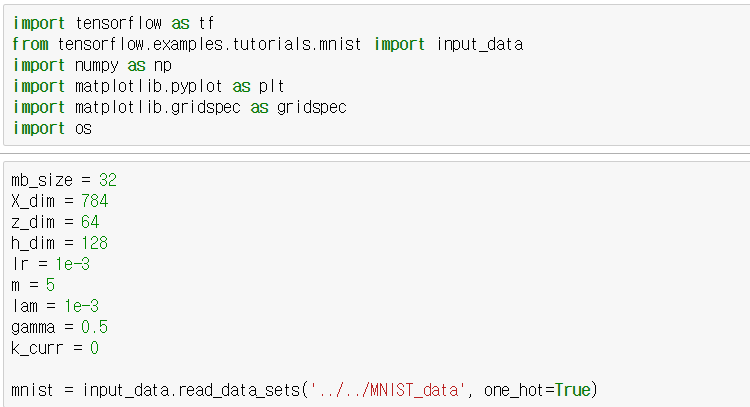 import tensorflow as tf
from tensorflow.examples.tutorials.mnist import input_data
import numpy as np
import matplotlib.pyplot as plt
import matplotlib.gridspec as gridspec
import os
mb_size = 32
X_dim = 784
z_dim = 64
h_dim = 128
lr = 1e-3
m = 5
lam = 1e-3
gamma = 0.5
k_curr = 0
mnist = input_data.read_data_sets('../../MNIST_data', one_hot=True)